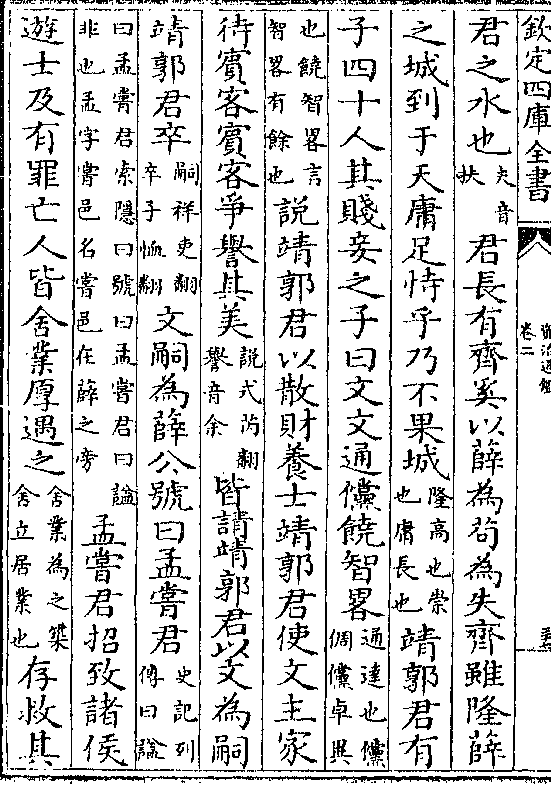 欽定四庫全書
資治通鑑
卷二
君之水也夫音扶君長有齊奚以薛為茍為失齊雖隆薛
之城到于天庸足恃乎乃不果城隆高也崇也庸長也靖郭君有
子四十人其賤妾之子曰文文通儻饒智畧通達也儻倜儻卓異
也饒智畧言智畧有餘也說靖郭君以散財養士靖郭君使文主家
待賓客賓客爭譽其美說式芮翻譽音余皆請靖郭君以文為嗣
靖郭君卒嗣祥吏翻卒子恤翻文嗣為薛公號曰孟嘗君史記列傳曰諡
曰孟嘗君索隱曰號曰孟嘗君曰諡非也孟字嘗邑名嘗邑在薛之旁孟嘗君招致諸侯
遊士及有罪亡人皆舍業厚遇之舍業為之築舍立居業也存救其